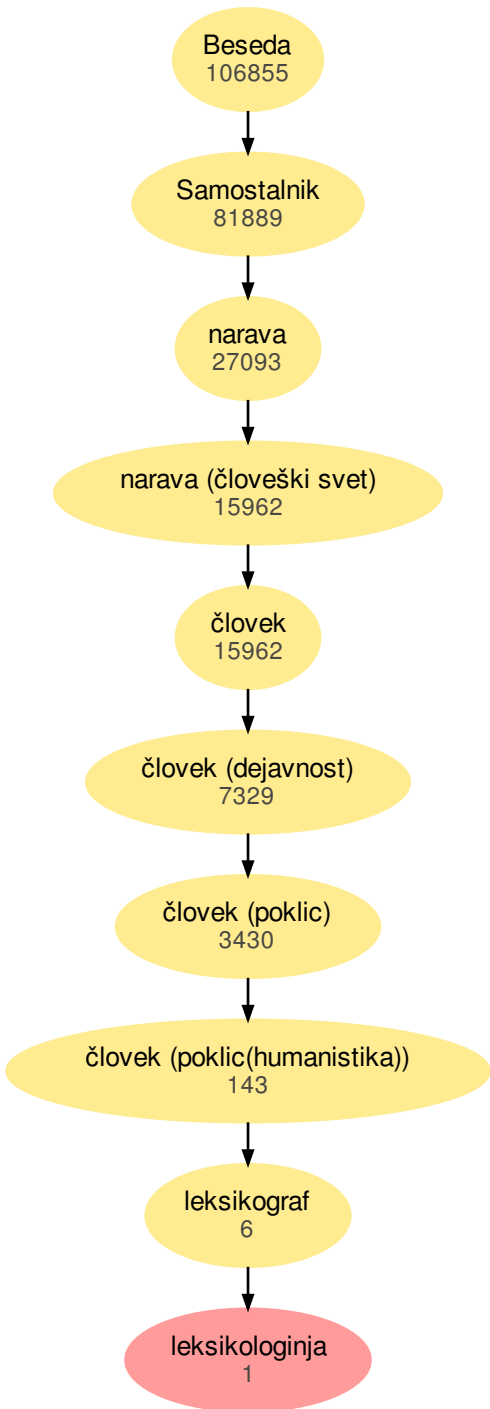 Beseda
106855
Samostalnik
81889
narava
27093
narava (človeški svet)
15962
človek
15962
človek (dejavnost)
7329
človek (poklic)
3430
človek (poklic(humanistika))
143
leksikograf
6
leksikologinja
1